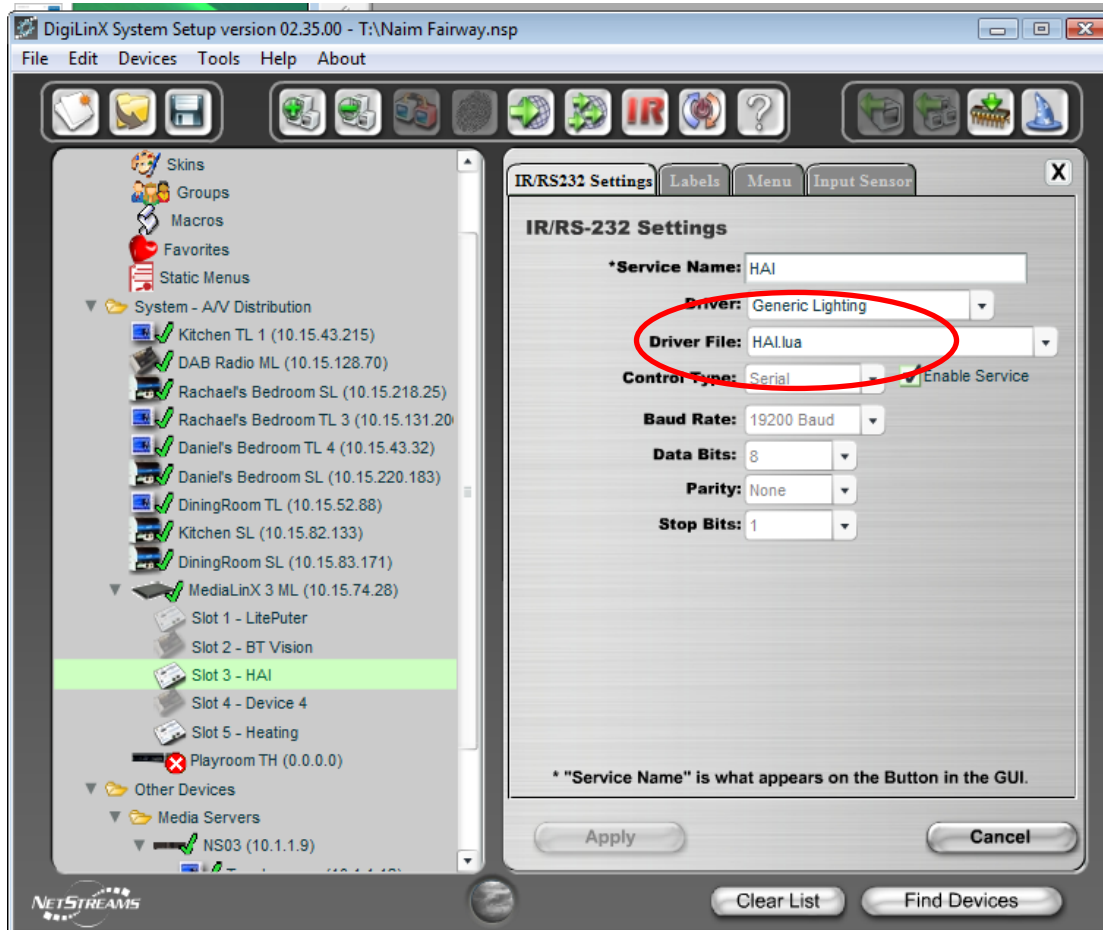 DigiLinX System Setup version 02.35.00 - T:\Naim Fairway.nsp
File Edit Devices Tools Help About
IR
Skins
Groups
Macros
Favorites
Static Menus
System - A/V Distribution
Kitchen TL 1 (10.15.43.215)
DAB Radio ML (10.15.128.70)
Rachael's Bedroom SL (10.15.218.25)
Rachael's Bedroom TL 3 (10.15.131.20
Daniel's Bedroom TL 4 (10.15.43.32)
Daniel's Bedroom SL (10.15.220.183)
DiningRoom TL (10.15.52.88)
Kitchen SL (10.15.82.133)
DiningRoom SL (10.15.83.171)
MediaLinX 3 ML (10.15.74.28)
Slot 1 - LitePuter
Slot 2 - BT Vision
Slot 3 - HAI
Slot 4 - Device 4
Slot 5 - Heating
Playroom TH (0.0.0.0)
Other Devices
Media Servers
NS03 (10.1.1.9)
IR/RS232 Settings Labels Menu Input Sensor X
IR/RS-232 Settings
*Service Name: HAI
Driver: Generic Lighting
Driver File: HAI.lua
Control Type: Serial Enable Service
Baud Rate: 19200 Baud
Data Bits: 8
Parity: None
Stop Bits: 1
* "Service Name" is what appears on the Button in the GUI.
Apply Cancel
NETSTREAMS
Clear List Find Devices